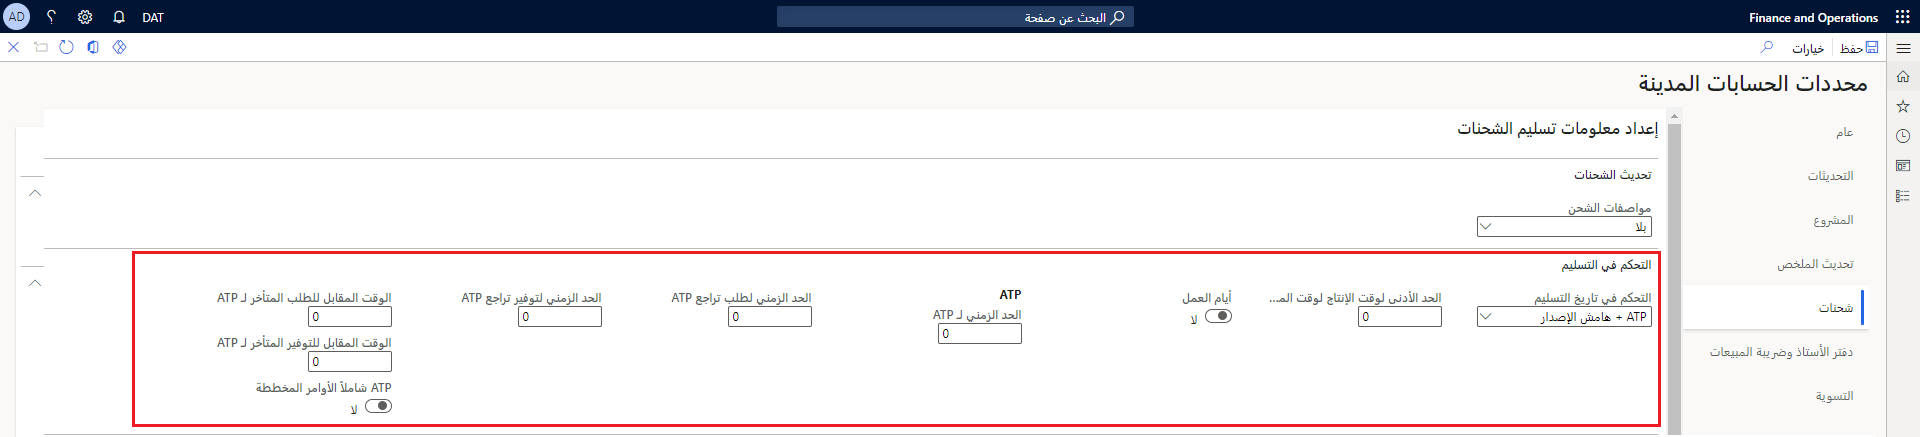 Finance and Operations
البحث عن صفحة
DAT
؟
AD
حفظ
خيارات
محددات الحسابات المدينة
عام
التحديثات
المشروع
تحديث الملخص
شحنات
دفتر الأستاذ وضريبة المبيعات
التسوية
إعداد معلومات تسليم الشحنات
تحديث الشحنات
مواصفات الشحن
بلا
التحكم في التسليم
التحكم في تاريخ التسليم
ATP + هامش الإصدار
الحد الأدنى لوقت الإنتاج لوقت المـ...
0
أيام العمل
لا
ATP
الحد الزمني لـ ATP
0
الحد الزمني لطلب تراجع ATP
0
الحد الزمني لتوفير تراجع ATP
0
الوقت المقابل للطلب المتأخر لـ ATP
0
الوقت المقابل للتوفير المتأخر لـ ATP
0
ATP شاملاً الأوامر المخططة
لا